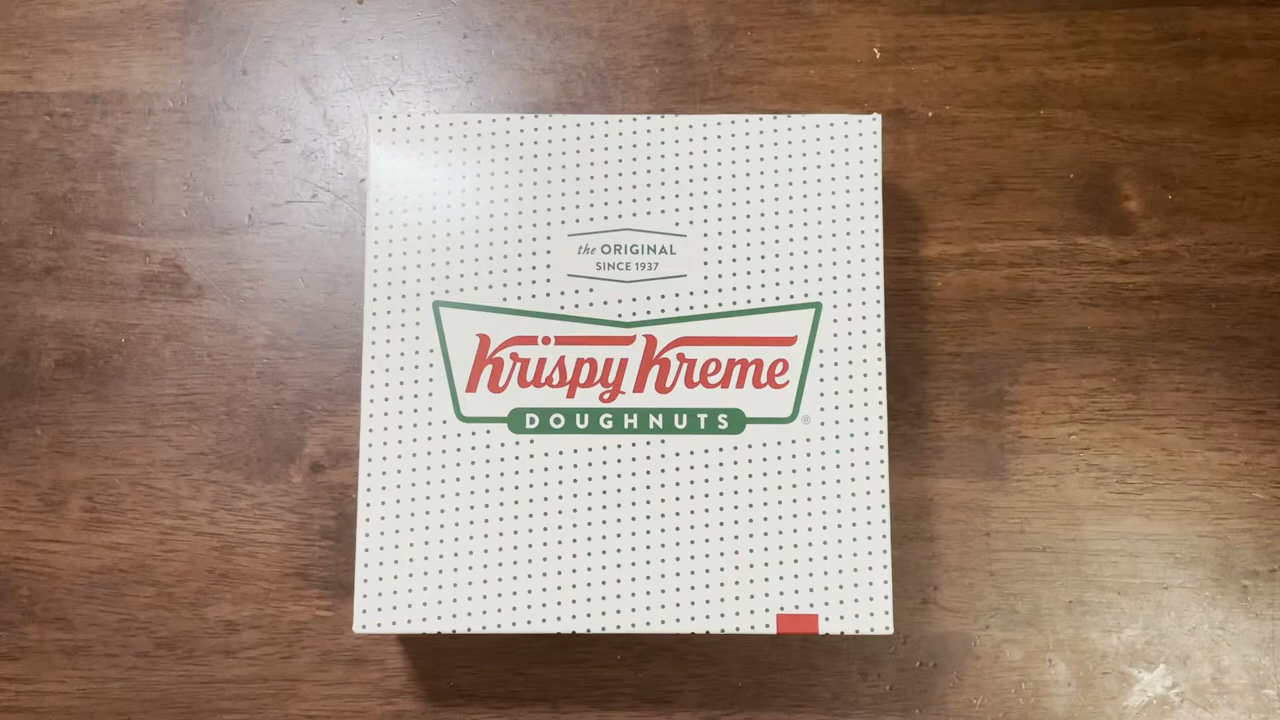 the ORIGINAL
SINCE 1937
Krispy Kreme
DOUGHNUTS
®